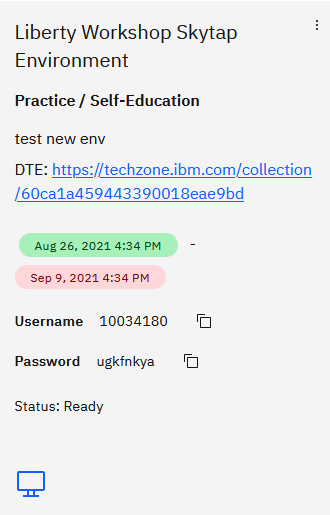 Liberty Workshop Skytap
Environment
Practice / Self-Education
test new env
DTE: https://techzone.ibm.com/collection
/60ca1a459443390018eae9bd
Aug 26, 2021 4:34 PM -
Sep 9, 2021 4:34 PM
Username 10034180
Password ugkfnkya
Status: Ready